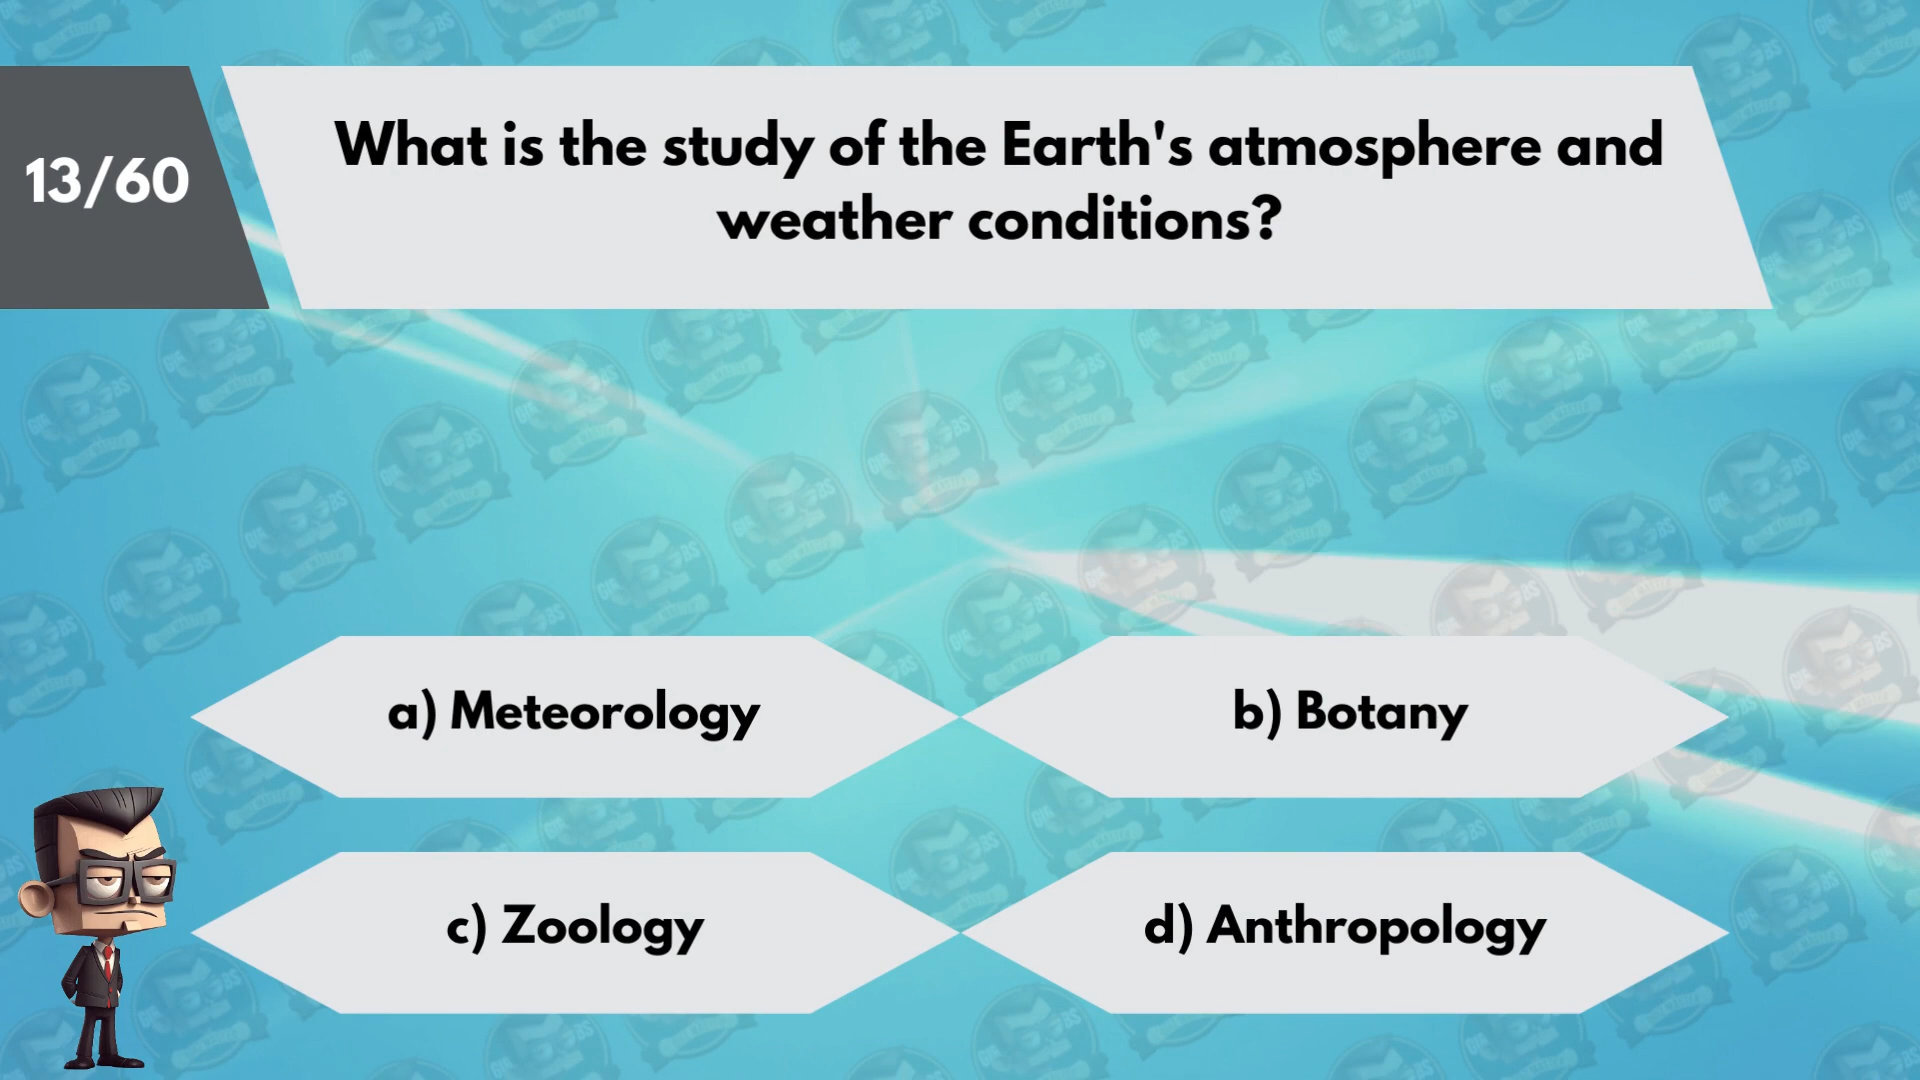 13/60
What is the study of the Earth's atmosphere and
weather conditions?
a) Meteorology
b) Botany
c) Zoology
d) Anthropology